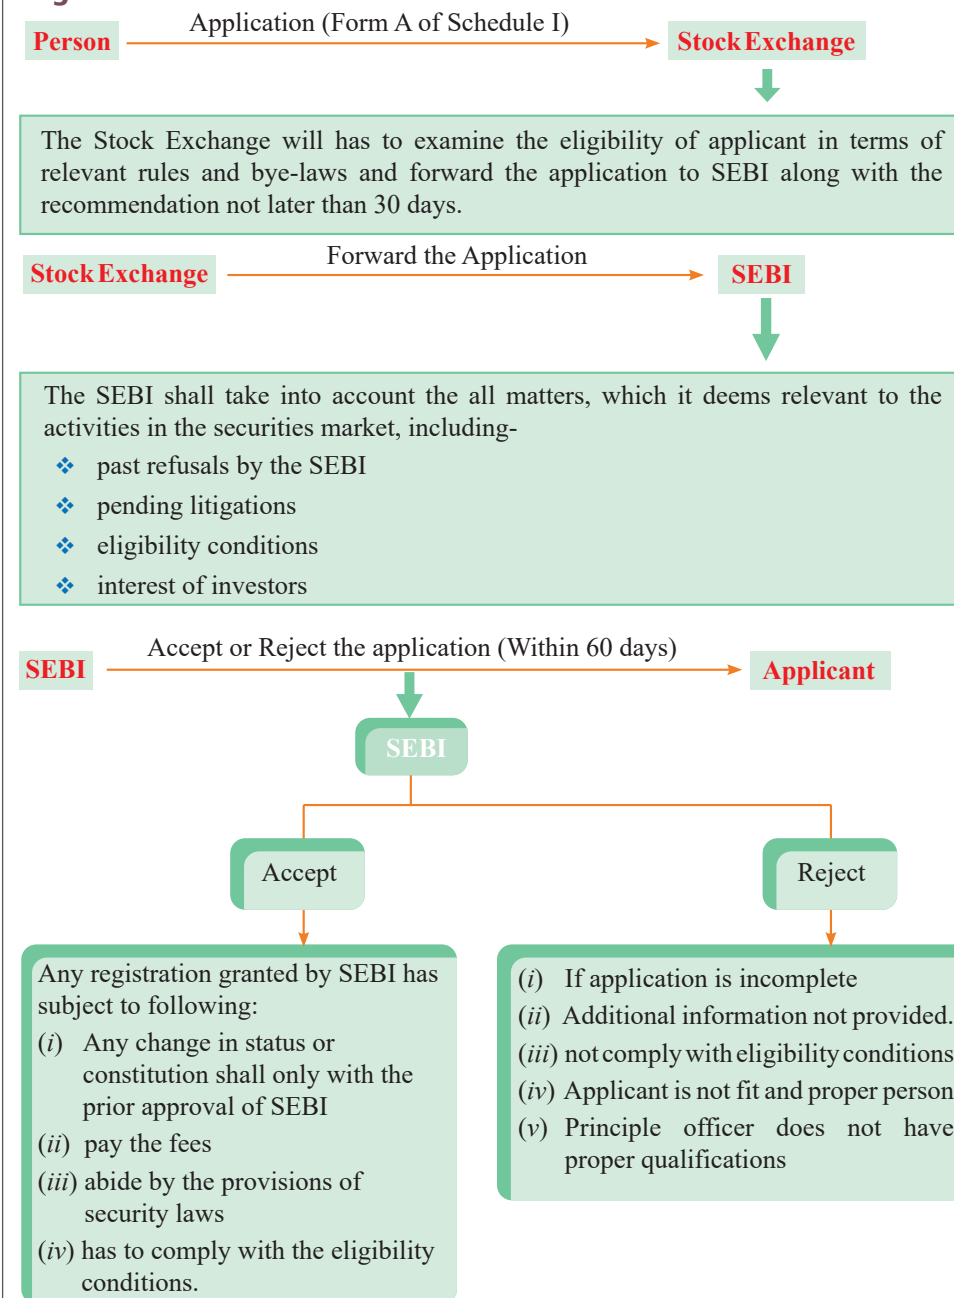 Application (Form A of Schedule I)
Person
Stock Exchange
The Stock Exchange will has to examine the eligibility of applicant in terms of
relevant rules and bye-laws and forward the application to SEBI along with the
recommendation not later than 30 days.
Forward the Application
Stock Exchange
SEBI
The SEBI shall take into account the all matters, which it deems relevant to the
activities in the securities market, including-
❖ past refusals by the SEBI
❖ pending litigations
❖ eligibility conditions
❖ interest of investors
Accept or Reject the application (Within 60 days)
SEBI
Applicant
SEBI
Accept
Reject
Any registration granted by SEBI has
subject to following:
(i) Any change in status or
constitution shall only with the
prior approval of SEBI
(ii) pay the fees
(iii) abide by the provisions of
security laws
(iv) has to comply with the eligibility
conditions.
(i) If application is incomplete
(ii) Additional information not provided.
(iii) not comply with eligibility conditions
(iv) Applicant is not fit and proper person
(v) Principle officer does not have
proper qualifications